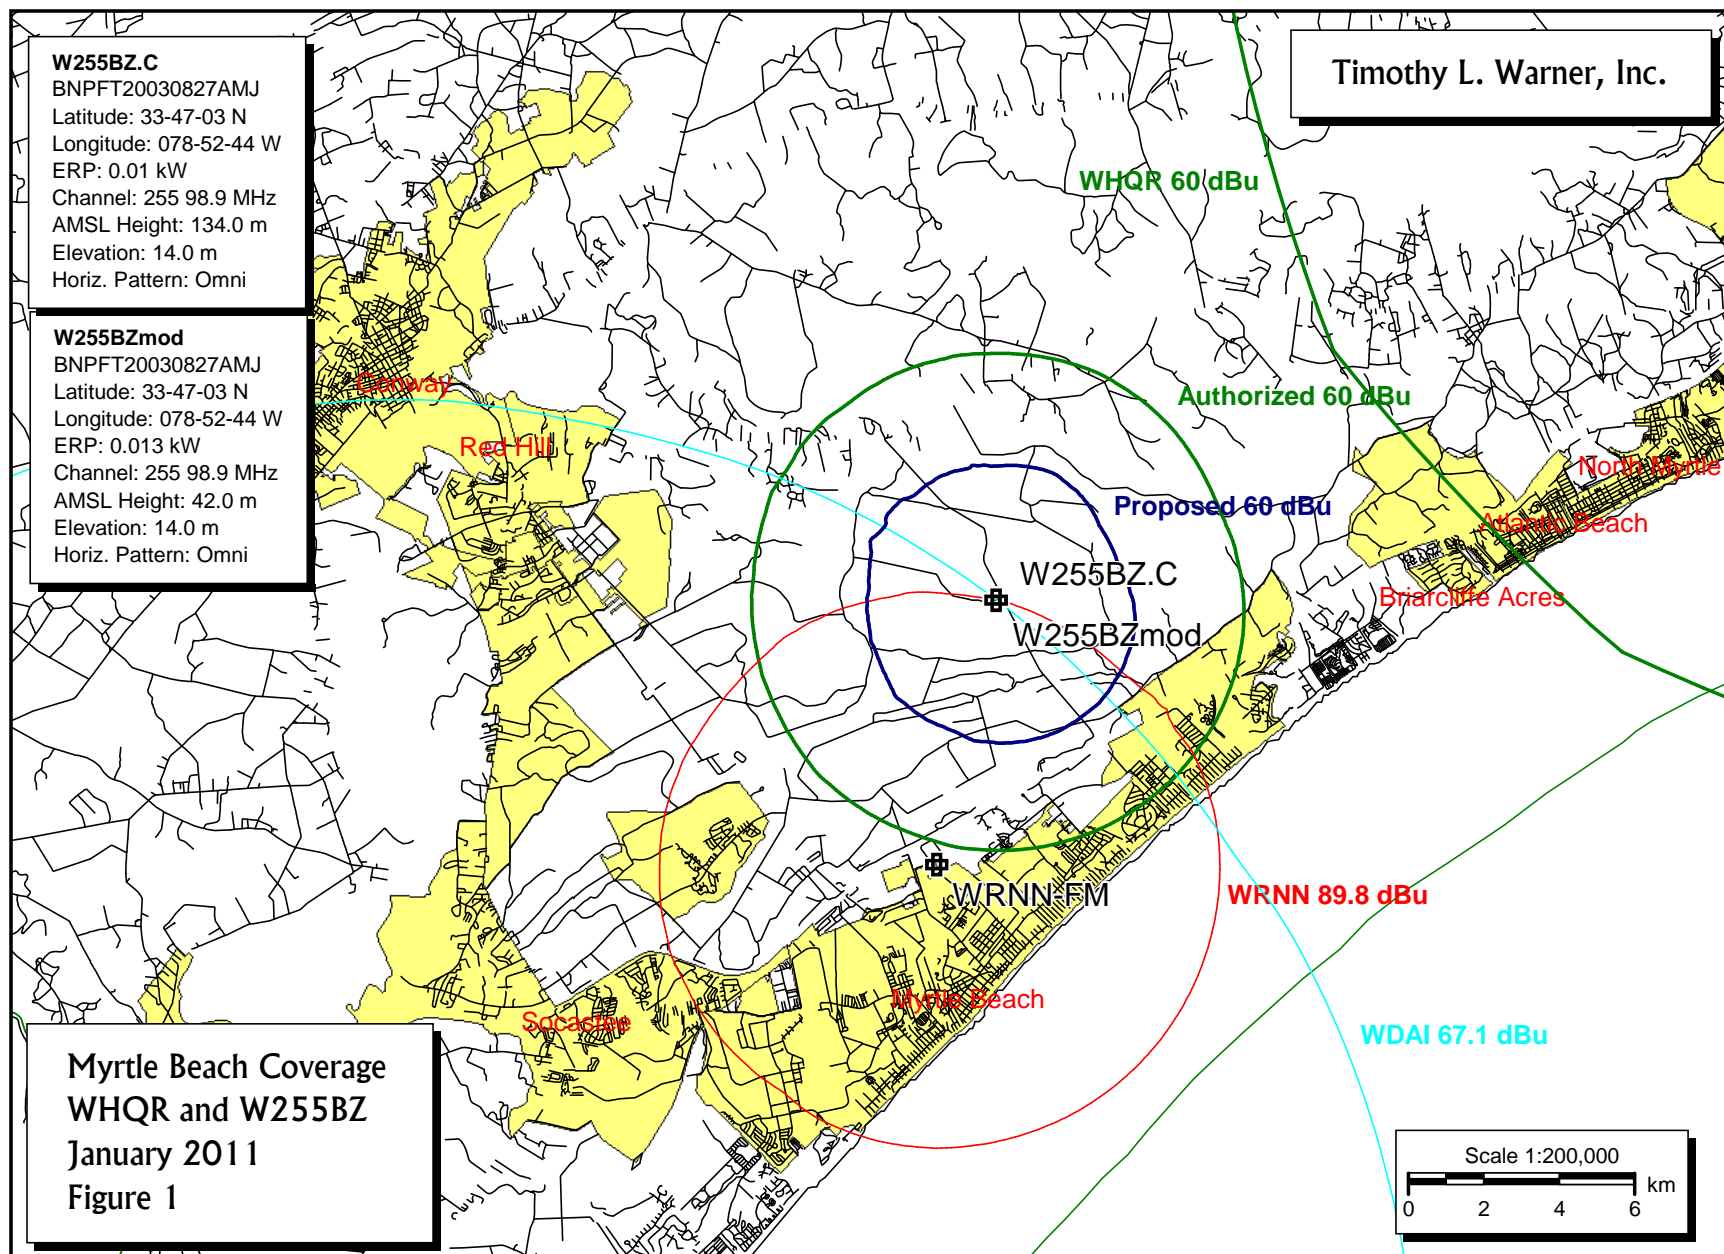 W255BZ.C
BNPFT20030827AMJ
Latitude: 33-47-03 N
Longitude: 078-52-44 W
ERP: 0.01 kW
Channel: 255 98.9 MHz
AMSL Height: 134.0 m
Elevation: 14.0 m
Horiz. Pattern: Omni
W255BZmod
BNPFT20030827AMJ
Latitude: 33-47-03 N
Longitude: 078-52-44 W
ERP: 0.013 kW
Channel: 255 98.9 MHz
AMSL Height: 42.0 m
Elevation: 14.0 m
Horiz. Pattern: Omni
Timothy L. Warner, Inc.
WHQR 60 dBu
Authorized 60 dBu
Conway
Red Hill
North Myrtle
Proposed 60 dBu
Atlantic Beach
W255BZ.C
Briarcliffe Acres
W255BZmod
WRNN-FM
WRNN 89.8 dBu
Myrtle Beach
Socastee
WDAI 67.1 dBu
Myrtle Beach Coverage
WHQR and W255BZ
January 2011
Figure 1
Scale 1:200,000
km
0 2 4 6